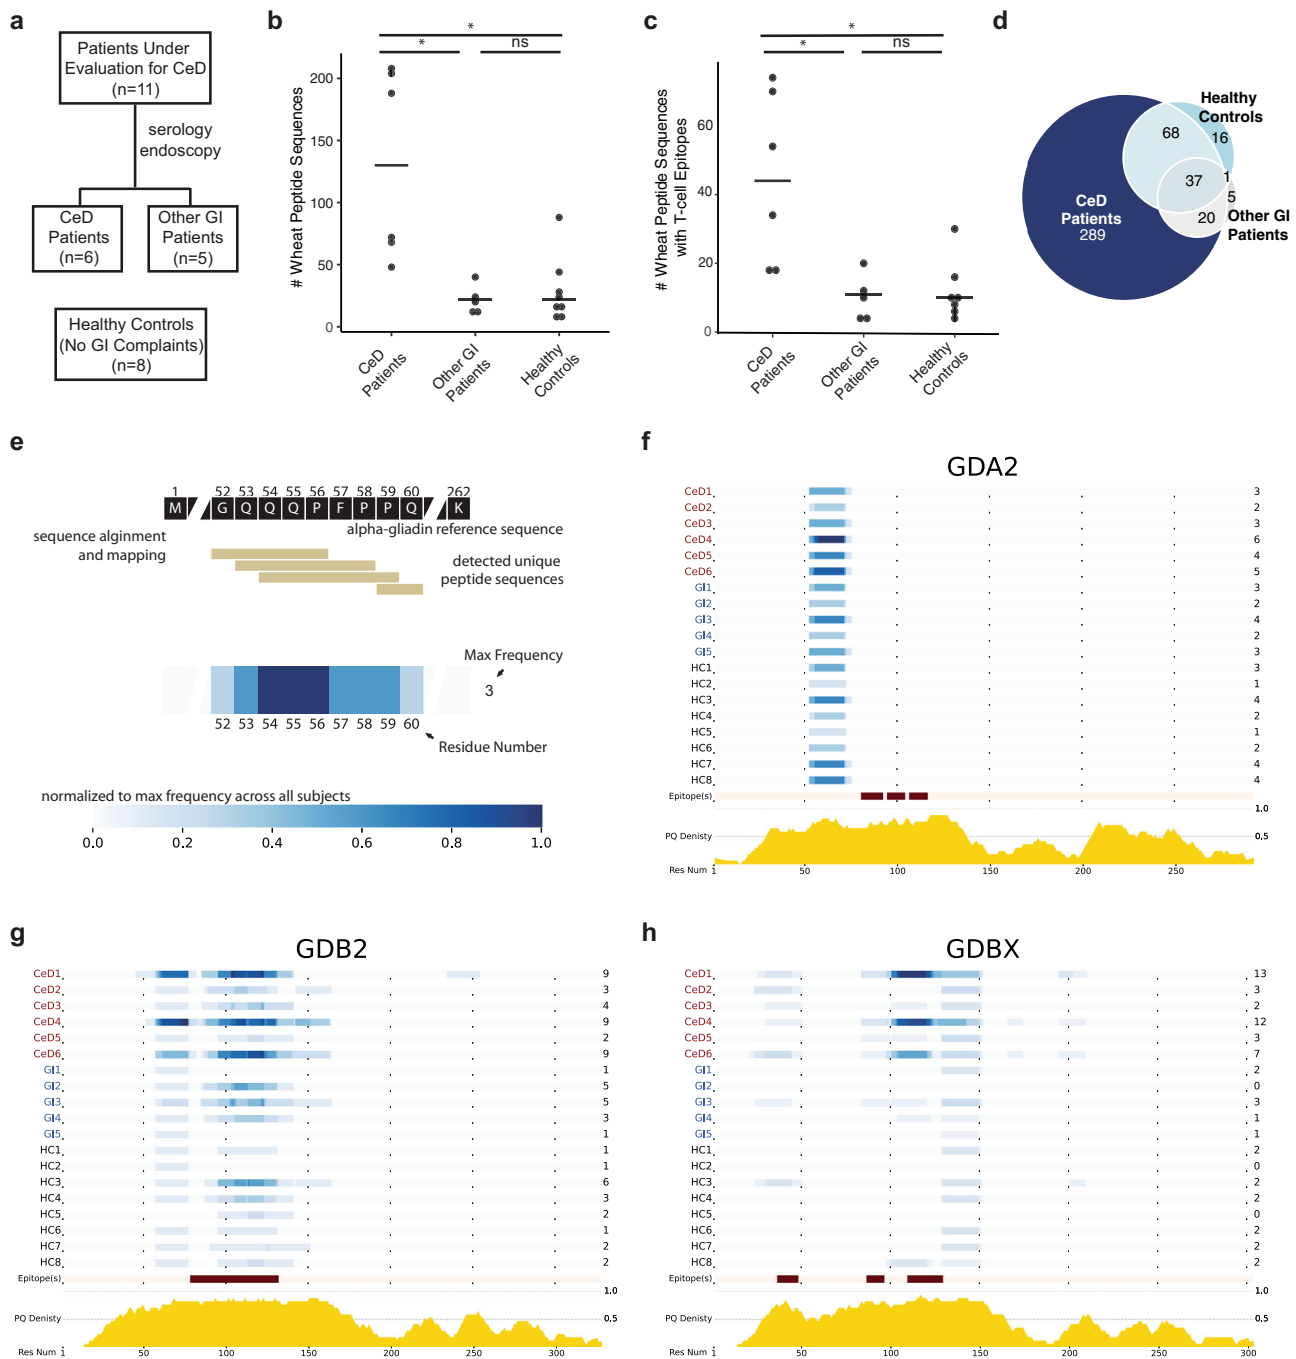 a
Patients Under
Evaluation for CeD
(n=11)
serology
endoscopy
CeD
Patients
(n=6)
Other GI
Patients
(n=5)
Healthy Controls
(No GI Complaints)
(n=8)
b
*
*
ns
# Wheat Peptide Sequences
200
150
100
50
0
CeD
Patients
Other GI
Patients
Healthy
Controls
c
*
*
ns
# Wheat Peptide Sequences
with T-cell Epitopes
60
40
20
0
CeD
Patients
Other GI
Patients
Healthy
Controls
d
Healthy
Controls
16
68
37
1
5
20
Other GI
Patients
CeD
Patients
289
e
1 52 53 54 55 56 57 58 59 60 262
M G Q Q Q P F P P Q K
sequence alginment
and mapping
alpha-gliadin reference sequence
detected unique
peptide sequences
Max Frequency
3
52 53 54 55 56 57 58 59 60
Residue Number
normalized to max frequency across all subjects
0.0 0.2 0.4 0.6 0.8 1.0
f
GDA2
CeD1 3
CeD2 2
CeD3 3
CeD4 6
CeD5 4
CeD6 5
GI1 3
GI2 2
GI3 4
GI4 2
GI5 3
HC1 3
HC2 1
HC3 4
HC4 2
HC5 1
HC6 2
HC7 4
HC8 4
Epitope(s)
1.0
PQ Denisty 0.5
Res Num 1 50 100 150 200 250
g
GDB2
CeD1 9
CeD2 3
CeD3 4
CeD4 9
CeD5 2
CeD6 9
GI1 1
GI2 5
GI3 5
GI4 3
GI5 1
HC1 1
HC2 1
HC3 6
HC4 3
HC5 2
HC6 1
HC7 2
HC8 2
Epitope(s)
1.0
PQ Denisty 0.5
Res Num 1 50 100 150 200 250 300
h
GDBX
CeD1 13
CeD2 3
CeD3 2
CeD4 12
CeD5 3
CeD6 7
GI1 2
GI2 0
GI3 3
GI4 1
GI5 1
HC1 2
HC2 0
HC3 2
HC4 2
HC5 0
HC6 2
HC7 2
HC8 2
Epitope(s)
1.0
PQ Denisty 0.5
Res Num 1 50 100 150 200 250 300